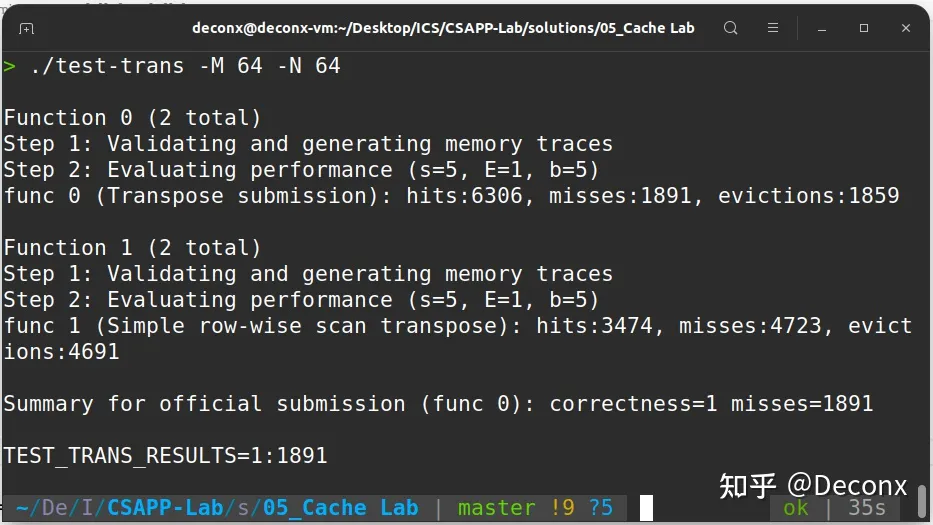 deconx@deconx-vm:~/Desktop/ICS/CSAPP-Lab/solutions/05_Cache Lab
> ./test-trans -M 64 -N 64
Function 0 (2 total)
Step 1: Validating and generating memory traces
Step 2: Evaluating performance (s=5, E=1, b=5)
func 0 (Transpose submission): hits:6306, misses:1891, evictions:1859
Function 1 (2 total)
Step 1: Validating and generating memory traces
Step 2: Evaluating performance (s=5, E=1, b=5)
func 1 (Simple row-wise scan transpose): hits:3474, misses:4723, evict
ions:4691
Summary for official submission (func 0): correctness=1 misses=1891
TEST_TRANS_RESULTS=1:1891
知乎 @Deconx
~/De/I/CSAPP-Lab/s/05_Cache Lab | master !9 ?5 ok | 35s